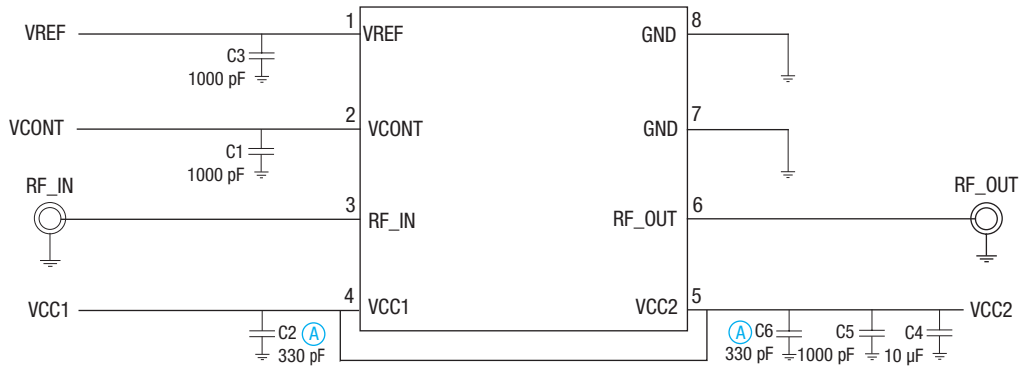 VREF
1
VREF
C3
1000 pF
8
GND
VCONT
2
VCONT
C1
1000 pF
7
GND
RF_IN
3
RF_IN
6
RF_OUT
RF_OUT
VCC1
4
VCC1
C2 A
330 pF
5
VCC2
VCC2
A C6
330 pF
C5
1000 pF
C4
10 µF